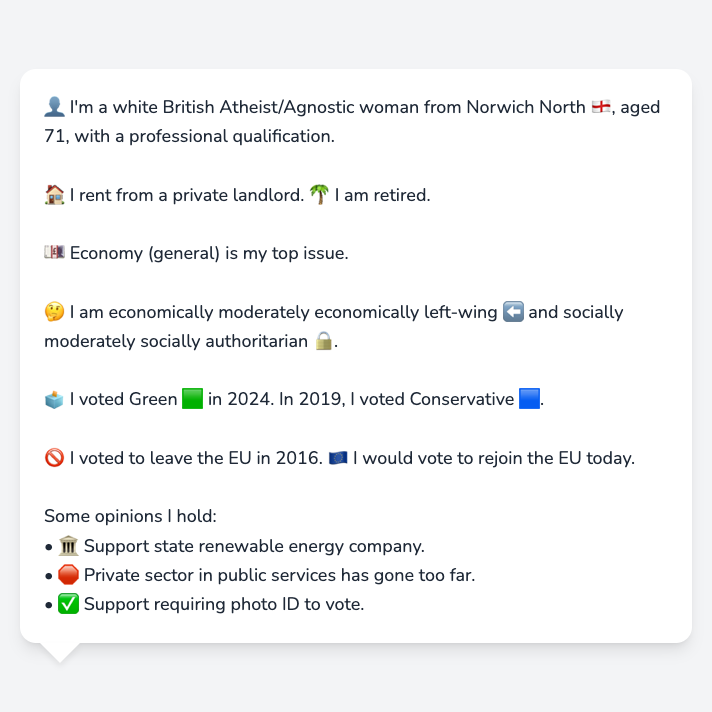 👤 I'm a white British Atheist/Agnostic woman from Norwich North 🏴󠁧󠁢󠁥󠁮󠁧󠁿, aged
71, with a professional qualification.
🏠 I rent from a private landlord. 🌴 I am retired.
💷 Economy (general) is my top issue.
🤔 I am economically moderately economically left-wing ⬅️ and socially
moderately socially authoritarian 🔒.
🗳️ I voted Green 🟩 in 2024. In 2019, I voted Conservative 🟦.
🚫 I voted to leave the EU in 2016. 🇪🇺 I would vote to rejoin the EU today.
Some opinions I hold:
• 🏛️ Support state renewable energy company.
• 🛑 Private sector in public services has gone too far.
• ✅ Support requiring photo ID to vote.